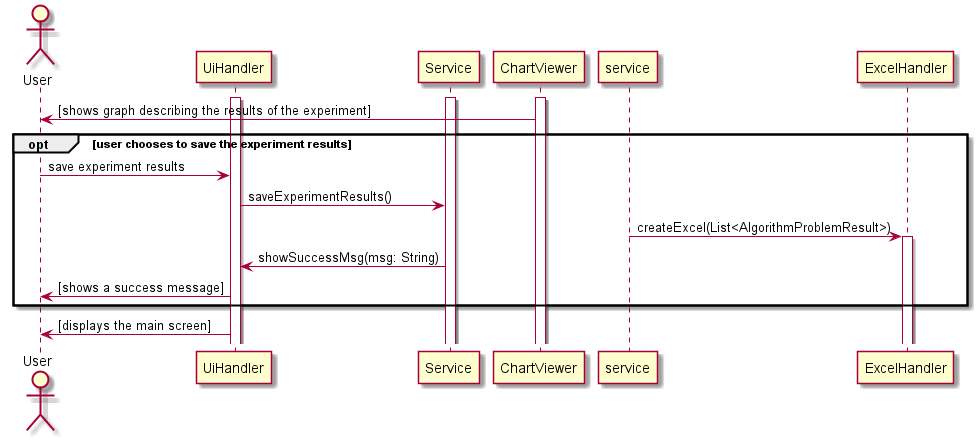 User
UiHandler
Service
ChartViewer
service
ExcelHandler
[shows graph describing the results of the experiment]
opt
[user chooses to save the experiment results]
save experiment results
saveExperimentResults()
createExcel(List<AlgorithmProblemResult>)
showSuccessMsg(msg: String)
[shows a success message]
[displays the main screen]
User
UiHandler
Service
ChartViewer
service
ExcelHandler